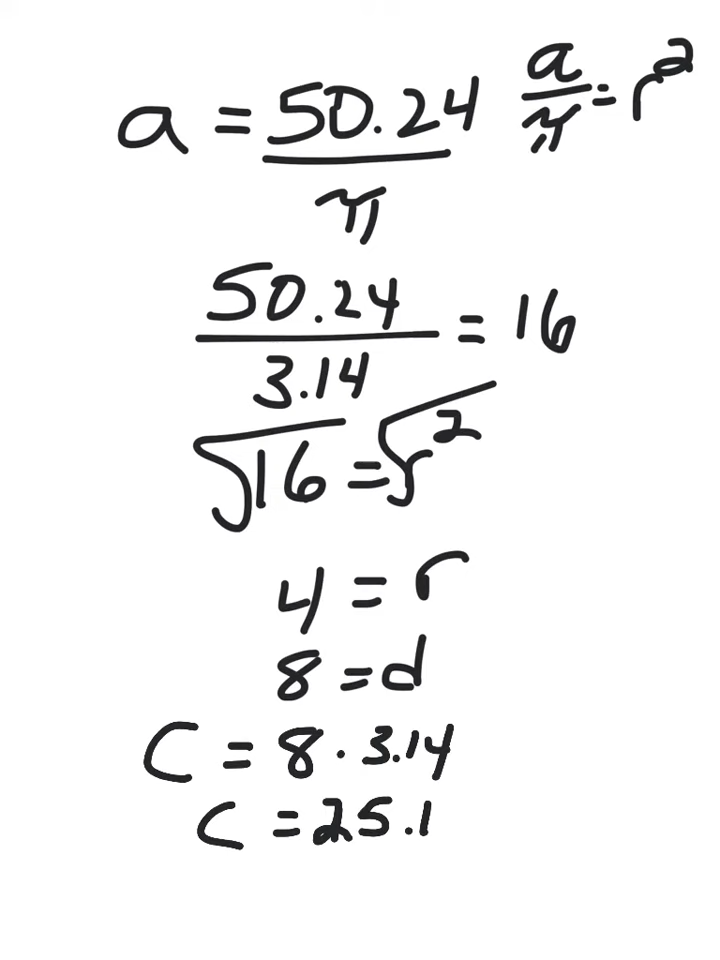 a = 50.24/π a/π = r²
50.24/3.14 = 16
√16 = √r²
4 = r
8 = d
C = 8 · 3.14
C = 25.1